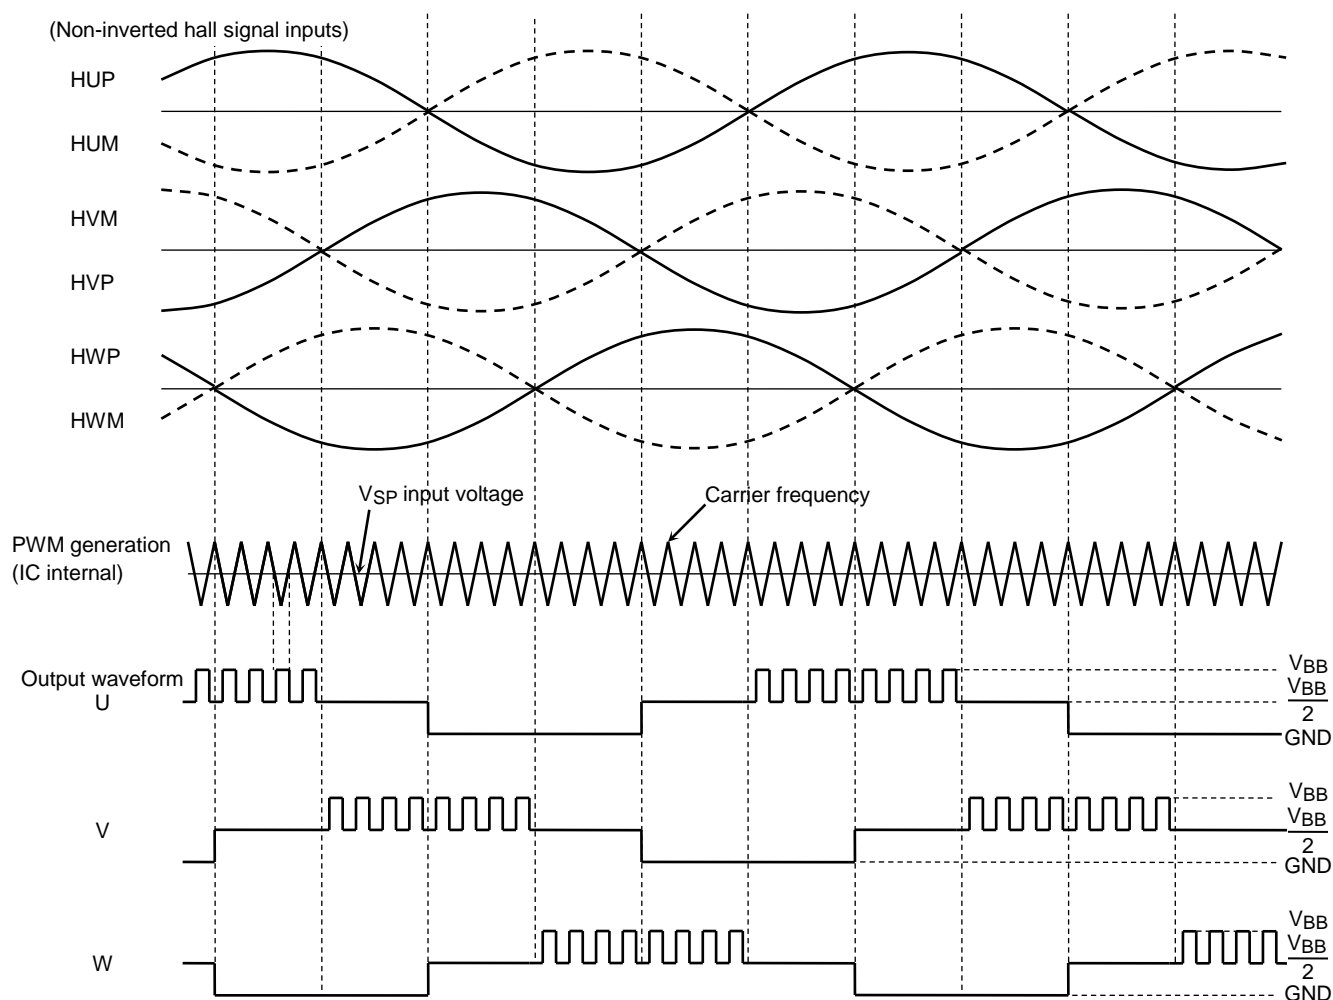 (Non-inverted hall signal inputs)
HUP
HUM
HVM
HVP
HWP
HWM
VSP input voltage
Carrier frequency
PWM generation
(IC internal)
Output waveform
U
VBB
VBB
2
GND
V
VBB
VBB
2
GND
W
VBB
VBB
2
GND